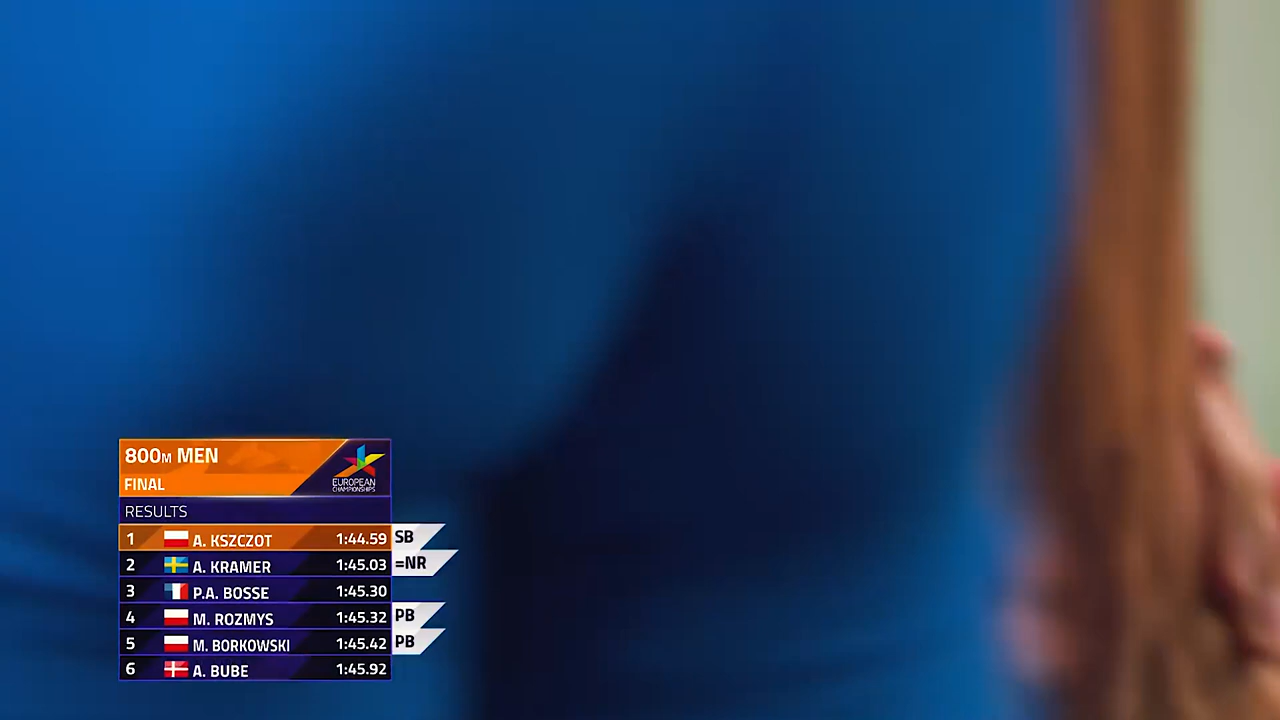 800M MEN
FINAL
EUROPEAN
CHAMPIONSHIPS
RESULTS
1 A. KSZCZOT 1:44.59 SB
2 A. KRAMER 1:45.03 =NR
3 P.A. BOSSE 1:45.30
4 M. ROZMYS 1:45.32 PB
5 M. BORKOWSKI 1:45.42 PB
6 A. BUBE 1:45.92